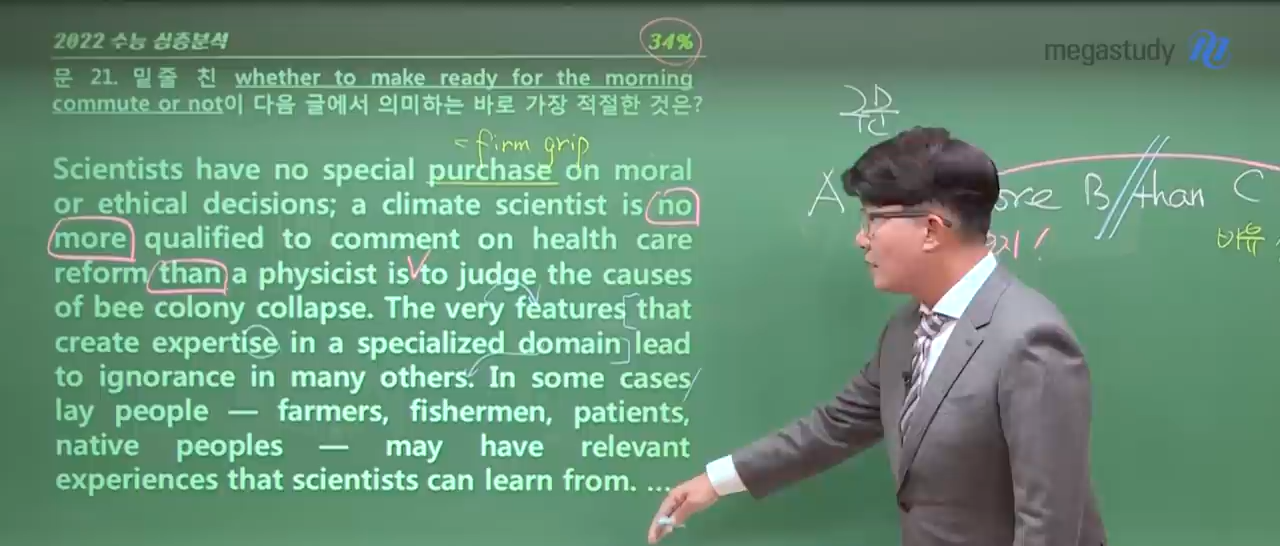 2022 수능 심층분석
34%
megastudy
문 21. 밑줄 친 whether to make ready for the morning
commute or not이 다음 글에서 의미하는 바로 가장 적절한 것은?
= firm grip
Scientists have no special purchase on moral
or ethical decisions; a climate scientist is no
more qualified to comment on health care
reform than a physicist is to judge the causes
of bee colony collapse. The very features that
create expertise in a specialized domain lead
to ignorance in many others. In some cases
lay people — farmers, fishermen, patients,
native peoples — may have relevant
experiences that scientists can learn from. ...
A
B than C